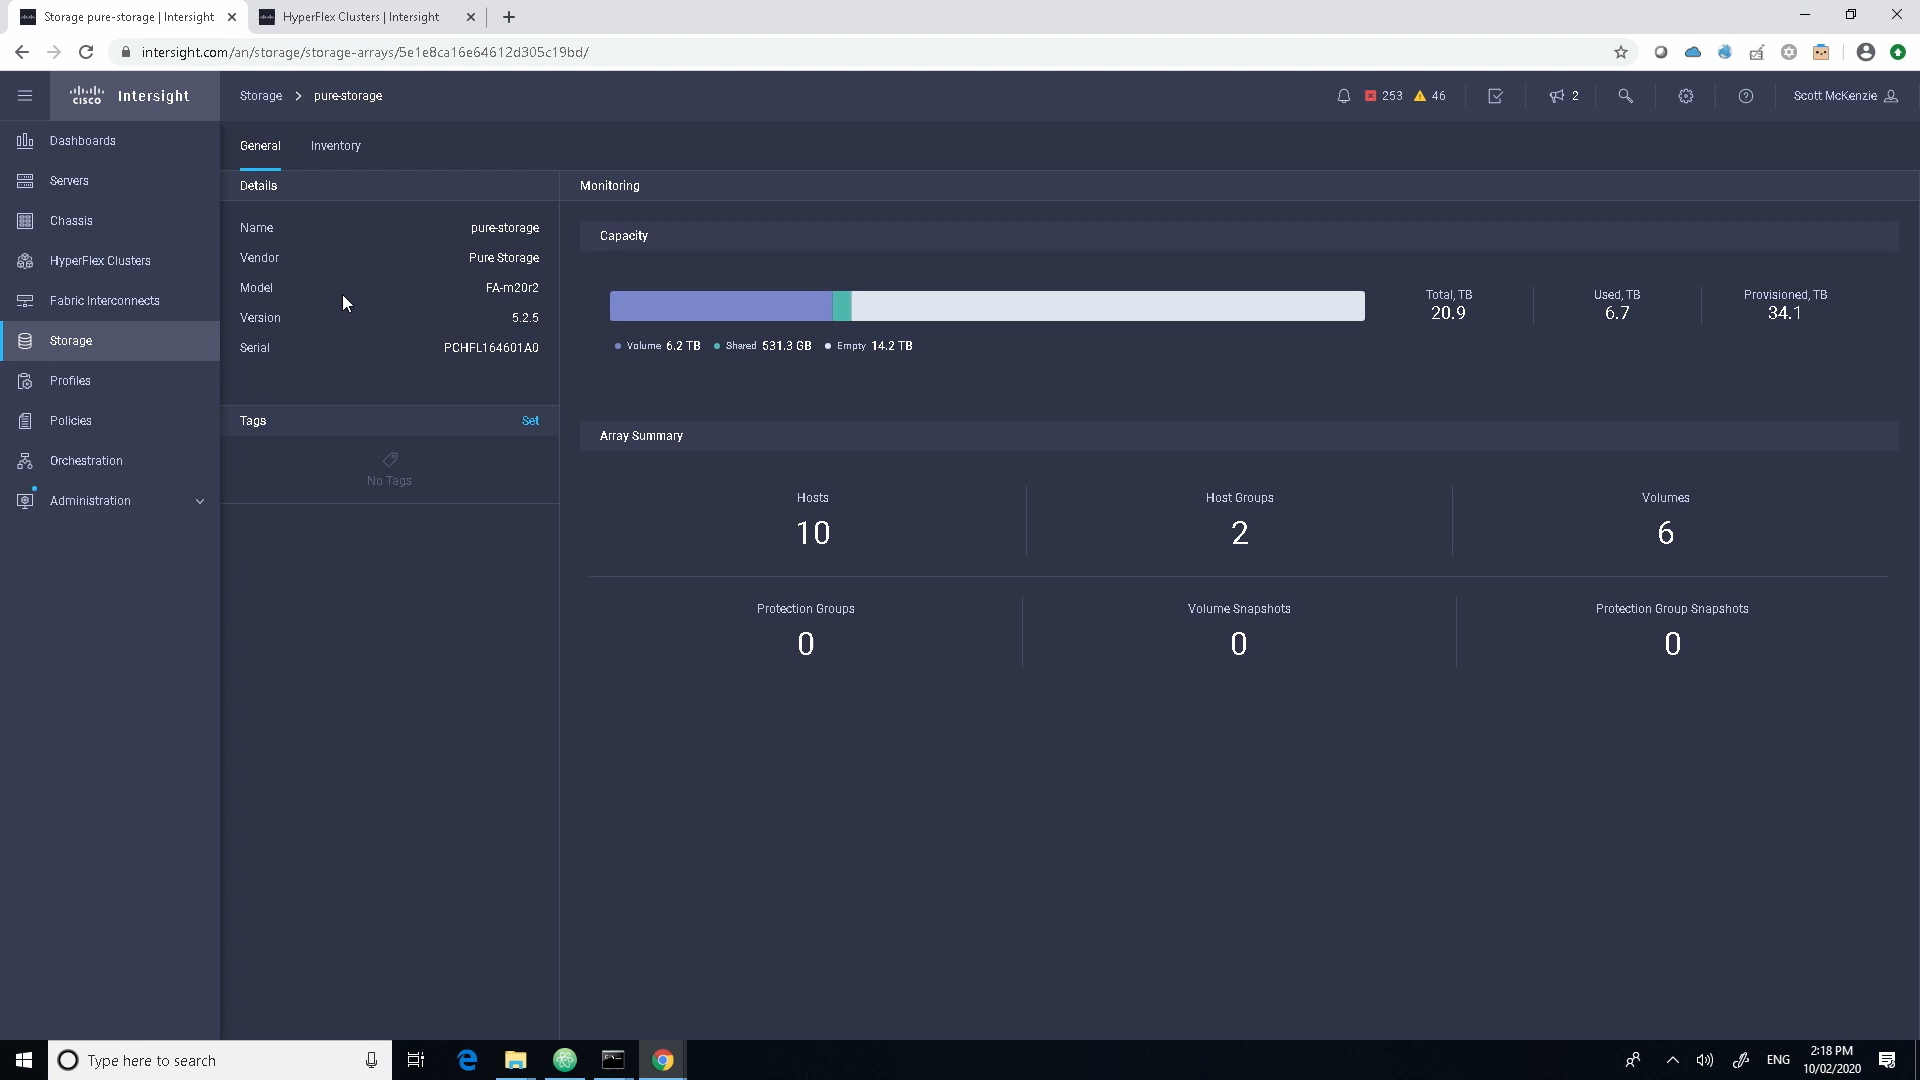 Storage pure-storage | Intersight
HyperFlex Clusters | Intersight
intersight.com/an/storage/storage-arrays/5e1e8ca16e64612d305c19bd/
CISCO Intersight
Storage > pure-storage
253 46
2
Scott McKenzie
Dashboards
Servers
Chassis
HyperFlex Clusters
Fabric Interconnects
Storage
Profiles
Policies
Orchestration
Administration
General Inventory
Details
Name pure-storage
Vendor Pure Storage
Model FA-m20r2
Version 5.2.5
Serial PCHFL164601A0
Tags Set
No Tags
Monitoring
Capacity
Total, TB Used, TB Provisioned, TB
20.9 6.7 34.1
Volume 6.2 TB Shared 531.3 GB Empty 14.2 TB
Array Summary
Hosts Host Groups Volumes
10 2 6
Protection Groups Volume Snapshots Protection Group Snapshots
0 0 0
Type here to search
ENG
2:18 PM
10/02/2020